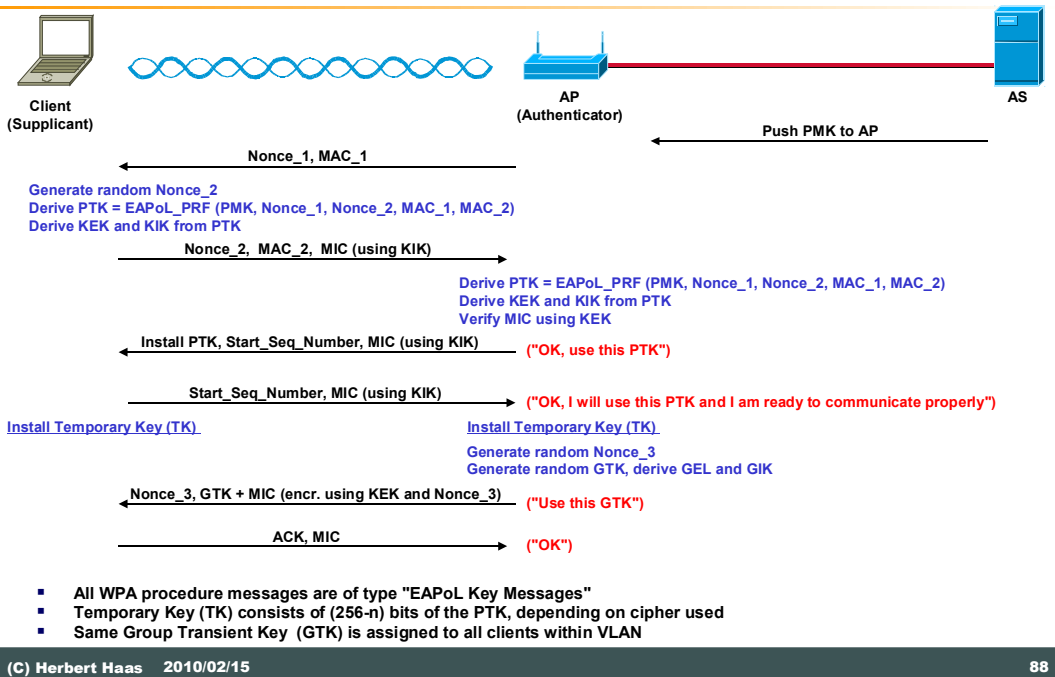 Client
(Supplicant)
AP
(Authenticator)
AS
Push PMK to AP
Nonce_1, MAC_1
Generate random Nonce_2
Derive PTK = EAPoL_PRF (PMK, Nonce_1, Nonce_2, MAC_1, MAC_2)
Derive KEK and KIK from PTK
Nonce_2, MAC_2, MIC (using KIK)
Derive PTK = EAPoL_PRF (PMK, Nonce_1, Nonce_2, MAC_1, MAC_2)
Derive KEK and KIK from PTK
Verify MIC using KEK
Install PTK, Start_Seq_Number, MIC (using KIK)
("OK, use this PTK")
Start_Seq_Number, MIC (using KIK)
("OK, I will use this PTK and I am ready to communicate properly")
Install Temporary Key (TK)
Install Temporary Key (TK)
Generate random Nonce_3
Generate random GTK, derive GEL and GIK
Nonce_3, GTK + MIC (encr. using KEK and Nonce_3)
("Use this GTK")
ACK, MIC
("OK")
▪ All WPA procedure messages are of type "EAPoL Key Messages"
▪ Temporary Key (TK) consists of (256-n) bits of the PTK, depending on cipher used
▪ Same Group Transient Key (GTK) is assigned to all clients within VLAN
(C) Herbert Haas 2010/02/15
88